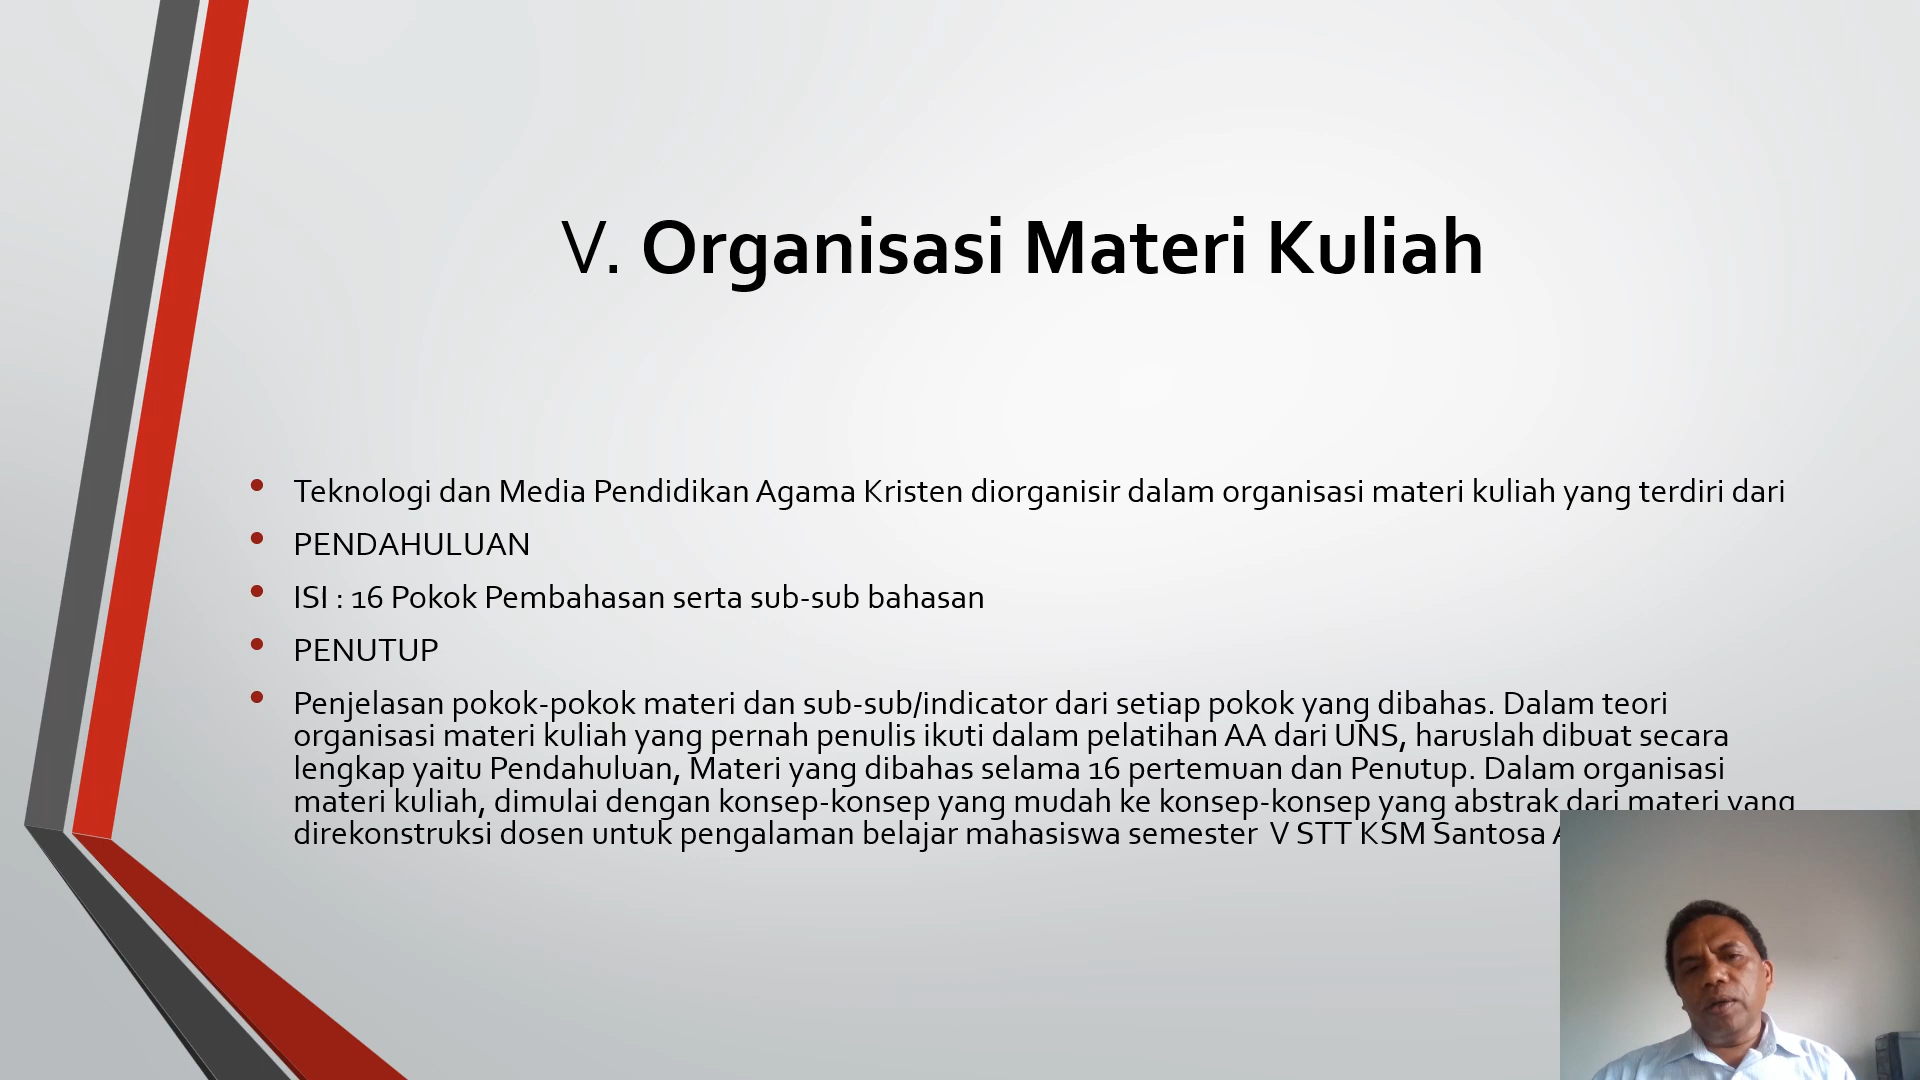 V. Organisasi Materi Kuliah
• Teknologi dan Media Pendidikan Agama Kristen diorganisir dalam organisasi materi kuliah yang terdiri dari
• PENDAHULUAN
• ISI : 16 Pokok Pembahasan serta sub-sub bahasan
• PENUTUP
• Penjelasan pokok-pokok materi dan sub-sub/indicator dari setiap pokok yang dibahas. Dalam teori
organisasi materi kuliah yang pernah penulis ikuti dalam pelatihan AA dari UNS, haruslah dibuat secara
lengkap yaitu Pendahuluan, Materi yang dibahas selama 16 pertemuan dan Penutup. Dalam organisasi
materi kuliah, dimulai dengan konsep-konsep yang mudah ke konsep-konsep yang abstrak dari materi yang
direkonstruksi dosen untuk pengalaman belajar mahasiswa semester V STT KSM Santosa